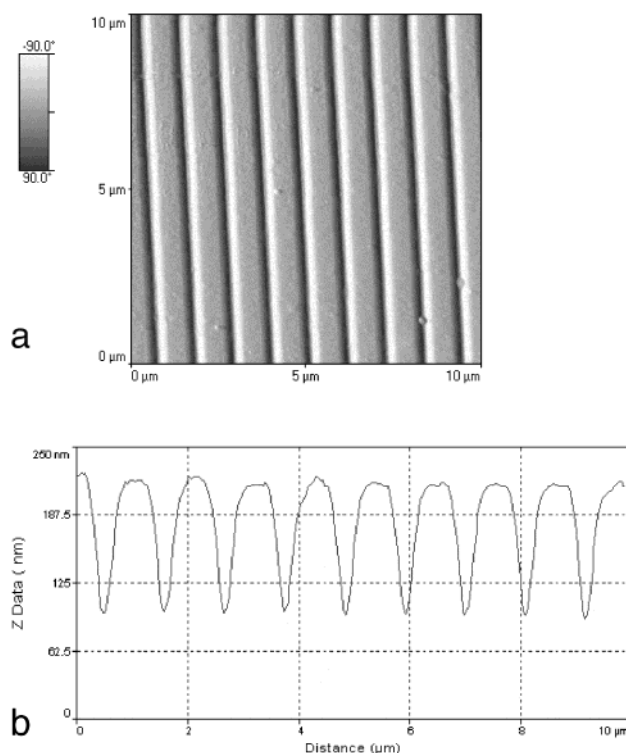 10 µm
-90.0°
90.0°
5 µm
a
0 µm
0 µm
5 µm
10 µm
250 nm
187.5
125
Z Data ( nm)
62.5
b
0
0
2
4
6
8
10 µm
Distance (µm)